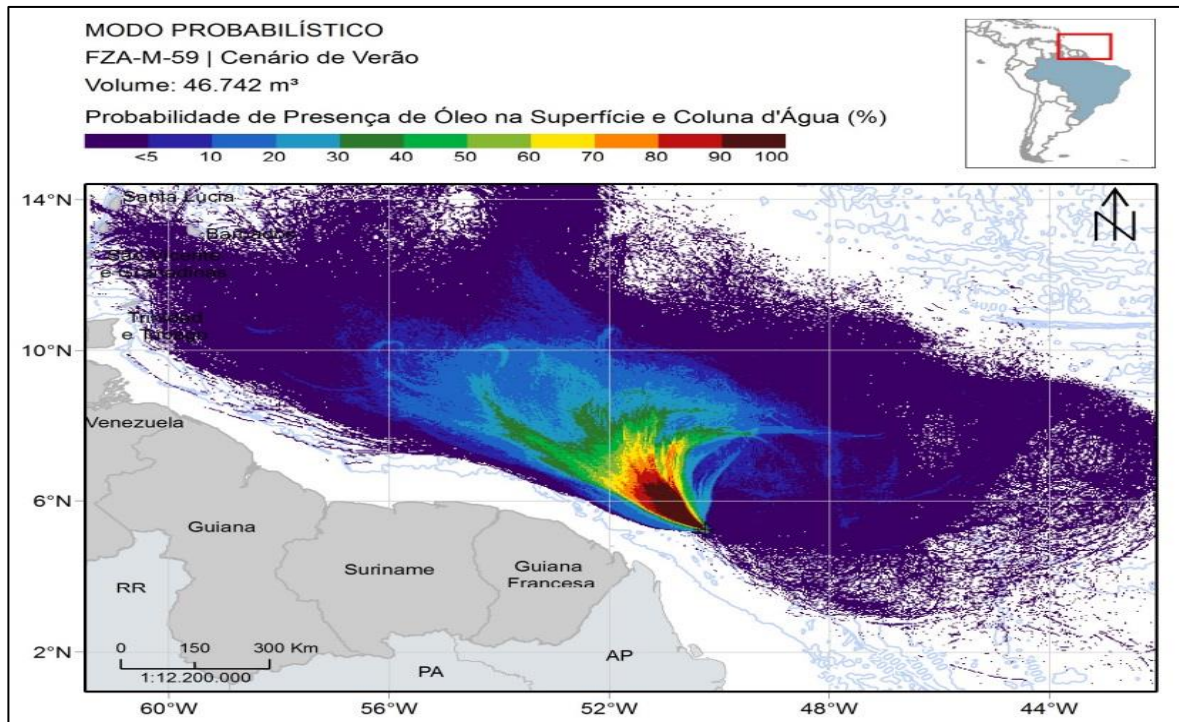 MODO PROBABILÍSTICO
FZA-M-59 | Cenário de Verão
Volume: 46.742 m³
Probabilidade de Presença de Óleo na Superfície e Coluna d'Água (%)
<5 10 20 30 40 50 60 70 80 90 100
14°N
Santa Lúcia
Barbados
São Vicente
e Granadinas
N
Trinidad
e Tobago
10°N
Venezuela
6°N
Guiana
Suriname
Guiana
Francesa
RR
0 150 300 Km
1:12.200.000
2°N
PA
AP
60°W 56°W 52°W 48°W 44°W